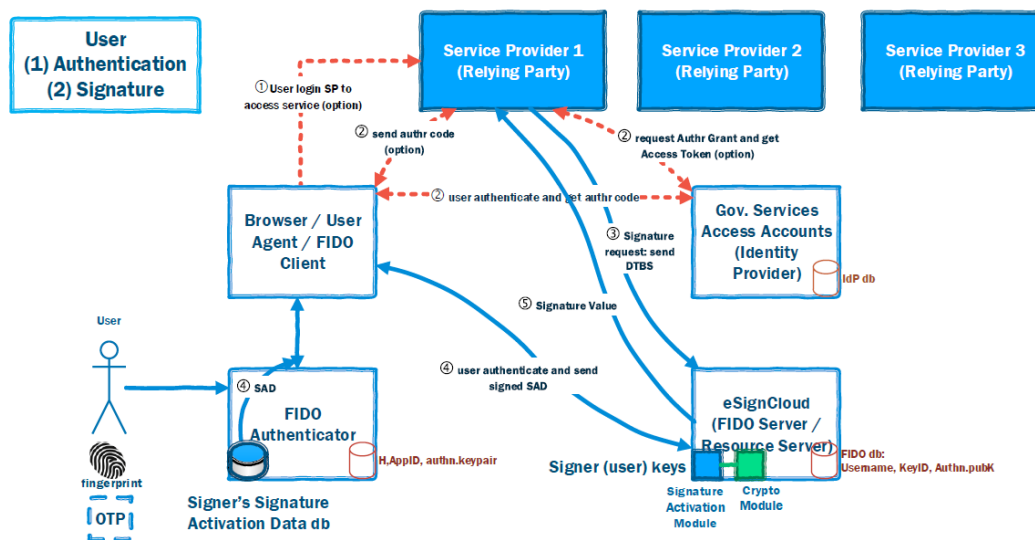 User
(1) Authentication
(2) Signature
Service Provider 1
(Relying Party)
Service Provider 2
(Relying Party)
Service Provider 3
(Relying Party)
① User login SP to
access service (option)
② send authr code
(option)
② request Authr Grant and get
Access Token (option)
② user authenticate and get authr code
Browser / User
Agent / FIDO
Client
Gov. Services
Access Accounts
(Identity
Provider)
IdP db
③ Signature
request: send
DTBS
⑤ Signature Value
User
④ SAD
④ user authenticate and send
signed SAD
FIDO
Authenticator
H,AppID, authn.keypair
eSignCloud
(FIDO Server /
Resource Server)
FIDO db:
Username, KeyID, Authn.pubK
Signer (user) keys
Signature
Activation
Module
Crypto
Module
fingerprint
OTP
Signer's Signature
Activation Data db